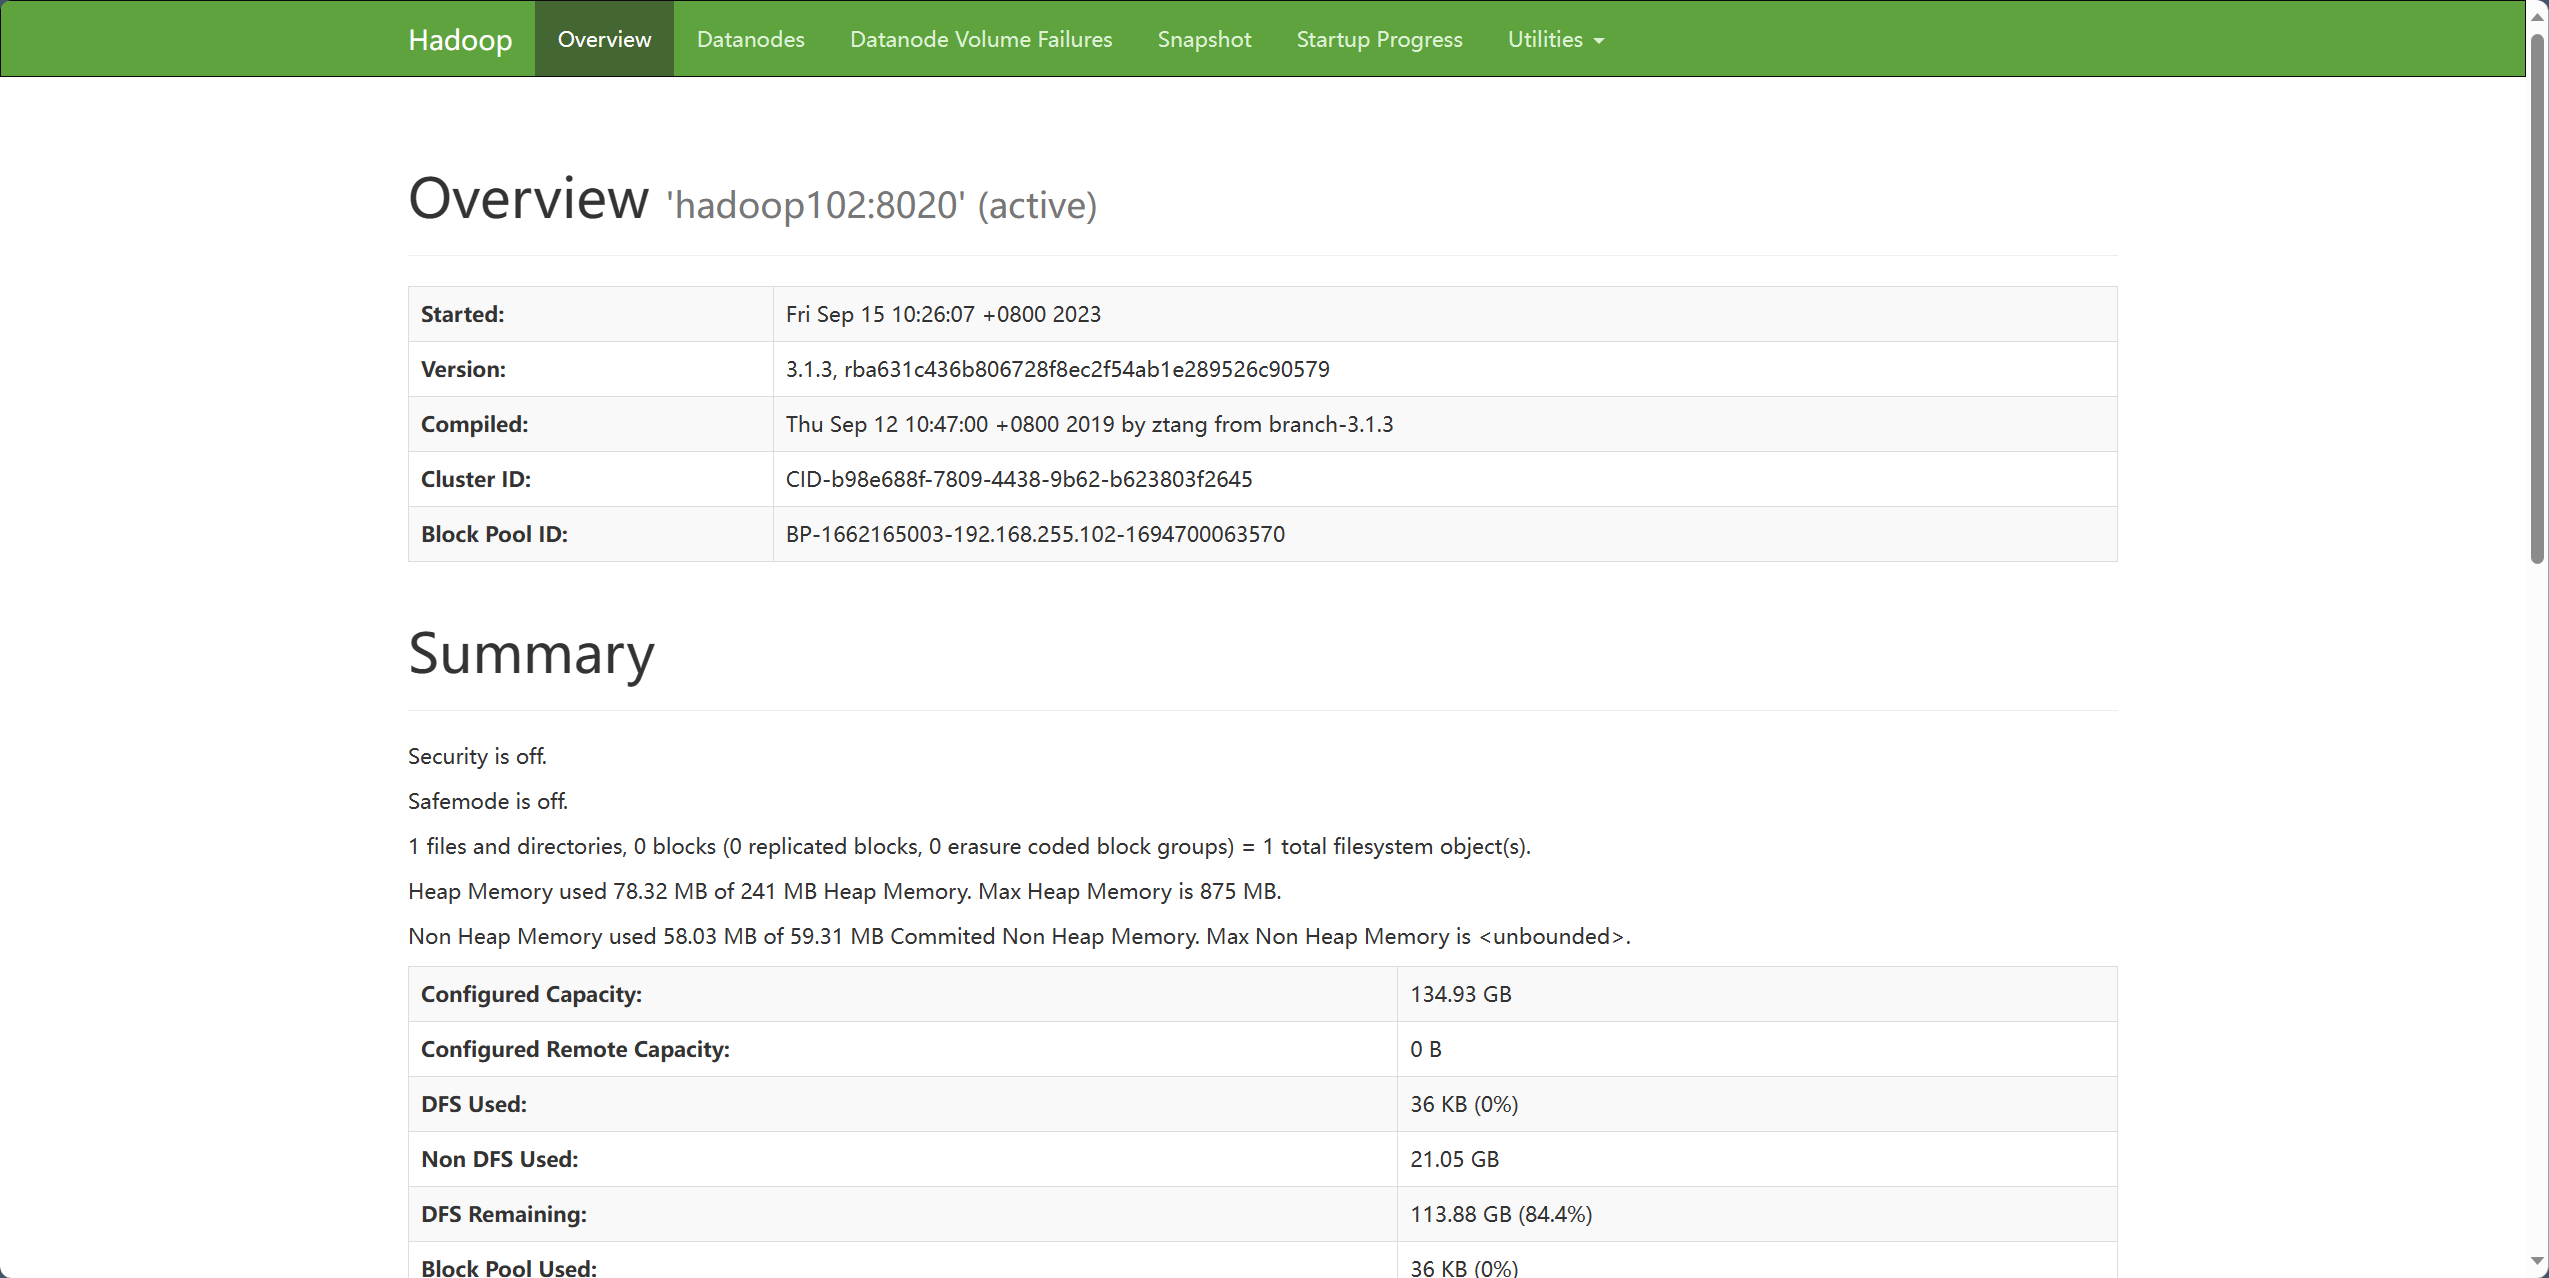 Hadoop Overview Datanodes Datanode Volume Failures Snapshot Startup Progress Utilities
Overview 'hadoop102:8020' (active)
Started: Fri Sep 15 10:26:07 +0800 2023
Version: 3.1.3, rba631c436b806728f8ec2f54ab1e289526c90579
Compiled: Thu Sep 12 10:47:00 +0800 2019 by ztang from branch-3.1.3
Cluster ID: CID-b98e688f-7809-4438-9b62-b623803f2645
Block Pool ID: BP-1662165003-192.168.255.102-1694700063570
Summary
Security is off.
Safemode is off.
1 files and directories, 0 blocks (0 replicated blocks, 0 erasure coded block groups) = 1 total filesystem object(s).
Heap Memory used 78.32 MB of 241 MB Heap Memory. Max Heap Memory is 875 MB.
Non Heap Memory used 58.03 MB of 59.31 MB Commited Non Heap Memory. Max Non Heap Memory is <unbounded>.
Configured Capacity: 134.93 GB
Configured Remote Capacity: 0 B
DFS Used: 36 KB (0%)
Non DFS Used: 21.05 GB
DFS Remaining: 113.88 GB (84.4%)
Block Pool Used: 36 KB (0%)